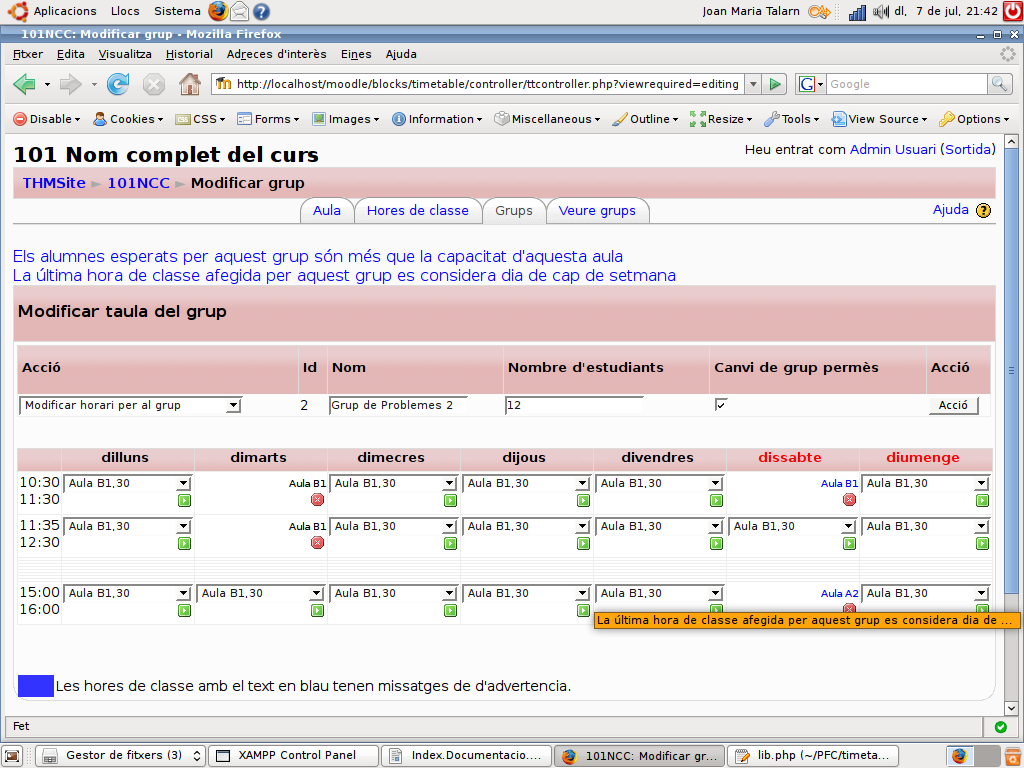 Aplicacions Llocs Sistema Joan Maria Talarn dl, 7 de jul, 21:42
101NCC: Modificar grup - Mozilla Firefox
Fitxer Edita Visualitza Historial Adreces d'interès Eines Ajuda
http://localhost/moodle/blocks/timetable/controller/ttcontroller.php?viewrequired=editing G Google
Disable Cookies CSS Forms Images Information Miscellaneous Outline Resize Tools View Source Options
101 Nom complet del curs
Heu entrat com Admin Usuari (Sortida)
THMSite ► 101NCC ► Modificar grup
Aula Hores de classe Grups Veure grups Ajuda
Els alumnes esperats per aquest grup són més que la capacitat d'aquesta aula
La última hora de classe afegida per aquest grup es considera dia de cap de setmana
Modificar taula del grup
Acció Id Nom Nombre d'estudiants Canvi de grup permès Acció
Modificar horari per al grup 2 Grup de Problemes 2 12 Acció
dilluns dimarts dimecres dijous divendres dissabte diumenge
10:30 Aula B1,30 Aula B1 Aula B1,30 Aula B1,30 Aula B1,30 Aula B1 Aula B1,30
11:30
11:35 Aula B1,30 Aula B1 Aula B1,30 Aula B1,30 Aula B1,30 Aula B1,30 Aula B1,30
12:30
15:00 Aula B1,30 Aula B1,30 Aula B1,30 Aula B1,30 Aula B1,30 Aula A2 Aula B1,30
16:00
La última hora de classe afegida per aquest grup es considera dia de ...
Les hores de classe amb el text en blau tenen missatges de d'advertencia.
Fet
Gestor de fitxers (3) XAMPP Control Panel Index.Documentacio.... 101NCC: Modificar gr... lib.php (~/PFC/timeta...